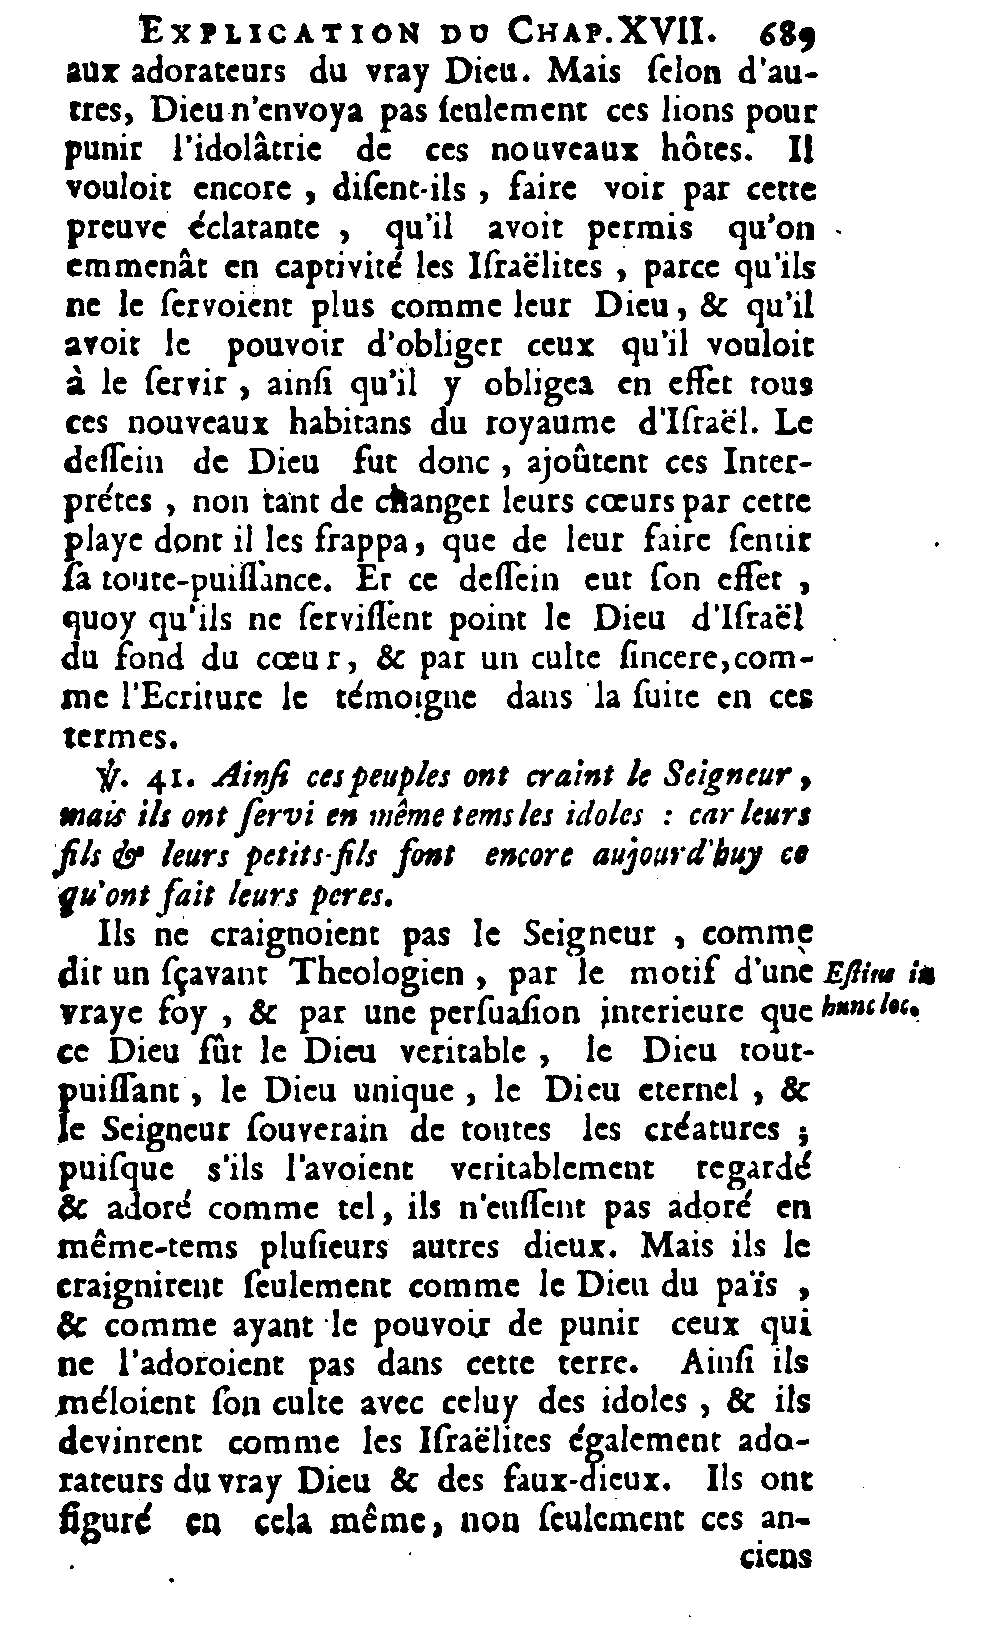 EXPLICATION DU CHAP. XVII. 689
aux adorateurs du vray Dieu. Mais ſelon d'au-
tres, Dieu n'envoya pas ſeulement ces lions pour
punir l'idolâtrie de ces nouveaux hôtes. Il
vouloit encore, diſent-ils, faire voir par cette
preuve éclatante, qu'il avoit permis qu'on
emmenât en captivité les Iſraëlites, parce qu'ils
ne le ſervoient plus comme leur Dieu, & qu'il
avoit le pouvoir d'obliger ceux qu'il vouloit
à le ſervir, ainſi qu'il y obligea en effet tous
ces nouveaux habitans du royaume d'Iſraël. Le
deſſein de Dieu fut donc, ajoûtent ces Inter-
prétes, non tant de changer leurs cœurs par cette
playe dont il les frappa, que de leur faire ſentir
ſa toute-puiſſance. Et ce deſſein eut ſon effet,
quoy qu'ils ne ſerviſſent point le Dieu d'Iſraël
du fond du cœur, & par un culte ſincere, com-
me l'Ecriture le témoigne dans la ſuite en ces
termes.
℣. 41. Ainſi ces peuples ont craint le Seigneur,
mais ils ont ſervi en même tems les idoles : car leurs
fils & leurs petits-fils font encore aujourd'huy ce
qu'ont fait leurs peres.
Ils ne craignoient pas le Seigneur, comme
dit un ſçavant Theologien, par le motif d'une Eſtius in
vraye foy, & par une perſuaſion interieure que hunc loc.
ce Dieu fût le Dieu veritable, le Dieu tout-
puiſſant, le Dieu unique, le Dieu eternel, &
le Seigneur ſouverain de toutes les créatures ;
puiſque s'ils l'avoient veritablement regardé
& adoré comme tel, ils n'euſſent pas adoré en
même-tems pluſieurs autres dieux. Mais ils le
craignirent ſeulement comme le Dieu du païs,
& comme ayant le pouvoir de punir ceux qui
ne l'adoroient pas dans cette terre. Ainſi ils
méloient ſon culte avec celuy des idoles, & ils
devinrent comme les Iſraëlites également ado-
rateurs du vray Dieu & des faux-dieux. Ils ont
figuré en cela même, non ſeulement ces an-
ciens